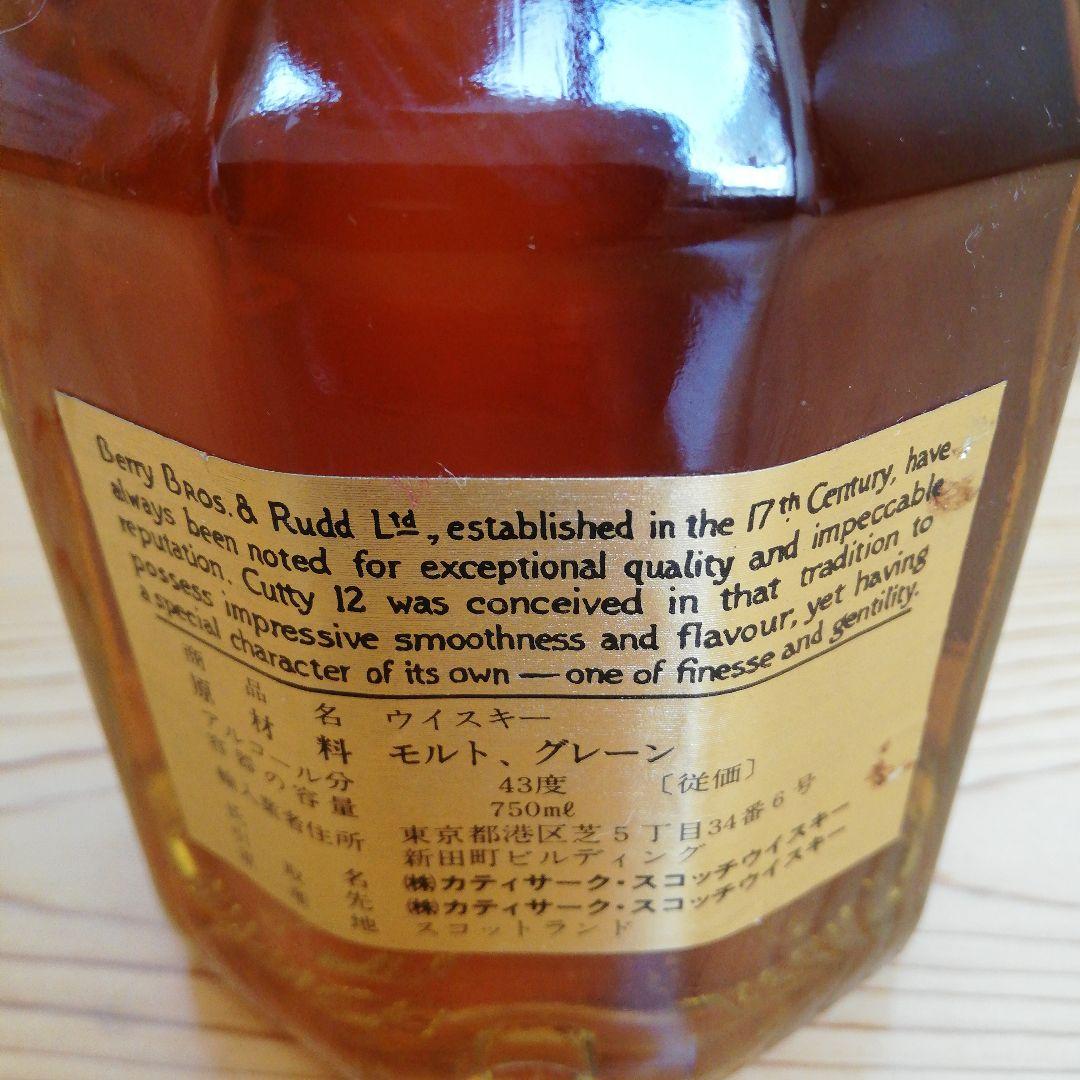 Berry Bros. & Rudd Ltd, established in the 17th Century, have
always been noted for exceptional quality and impeccable
reputation. Cutty 12 was conceived in that tradition to
possess impressive smoothness and flavour, yet having
a special character of its own — one of finesse and gentility.
商品名 ウイスキー
原材料 モルト、グレーン
アルコール分 43度 〔従価〕
容器の容量 750mℓ
輸入業者住所 東京都港区芝5丁目34番6号
新田町ビルディング
名 ㈱カティサーク・スコッチウイスキー
引取先 ㈱カティサーク・スコッチウイスキー
地 スコットランド